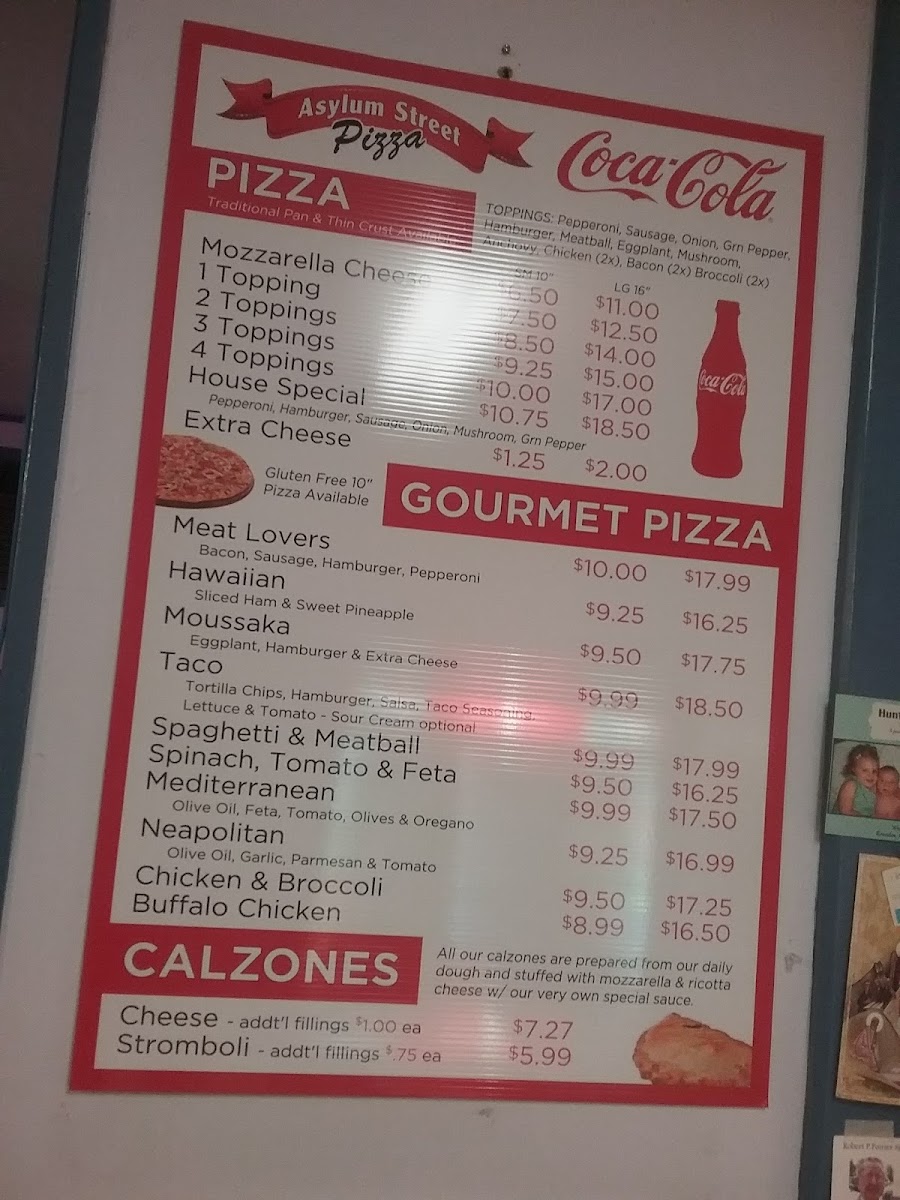 Asylum Street
Pizza
Coca-Cola
PIZZA
Traditional Pan & Thin Crust Available
TOPPINGS: Pepperoni, Sausage, Onion, Grn Pepper,
Hamburger, Meatball, Eggplant, Mushroom,
Anchovy, Chicken (2x), Bacon (2x) Broccoli (2x)
SM 10" LG 16"
Mozzarella Cheese $6.50 $11.00
1 Topping $7.50 $12.50
2 Toppings $8.50 $14.00
3 Toppings $9.25 $15.00
4 Toppings $10.00 $17.00
House Special $10.75 $18.50
Pepperoni, Hamburger, Sausage, Onion, Mushroom, Grn Pepper
Extra Cheese $1.25 $2.00
Coca-Cola
Gluten Free 10"
Pizza Available
GOURMET PIZZA
Meat Lovers $10.00 $17.99
Bacon, Sausage, Hamburger, Pepperoni
Hawaiian $9.25 $16.25
Sliced Ham & Sweet Pineapple
Moussaka $9.50 $17.75
Eggplant, Hamburger & Extra Cheese
Taco $9.99 $18.50
Tortilla Chips, Hamburger, Salsa, Taco Seasoning,
Lettuce & Tomato - Sour Cream optional
Spaghetti & Meatball $9.99 $17.99
Spinach, Tomato & Feta $9.50 $16.25
Mediterranean $9.99 $17.50
Olive Oil, Feta, Tomato, Olives & Oregano
Neapolitan $9.25 $16.99
Olive Oil, Garlic, Parmesan & Tomato
Chicken & Broccoli $9.50 $17.25
Buffalo Chicken $8.99 $16.50
CALZONES
All our calzones are prepared from our daily
dough and stuffed with mozzarella & ricotta
cheese w/ our very own special sauce.
Cheese - addt'l fillings $1.00 ea $7.27
Stromboli - addt'l fillings $.75 ea $5.99
Hunt
Robert P.